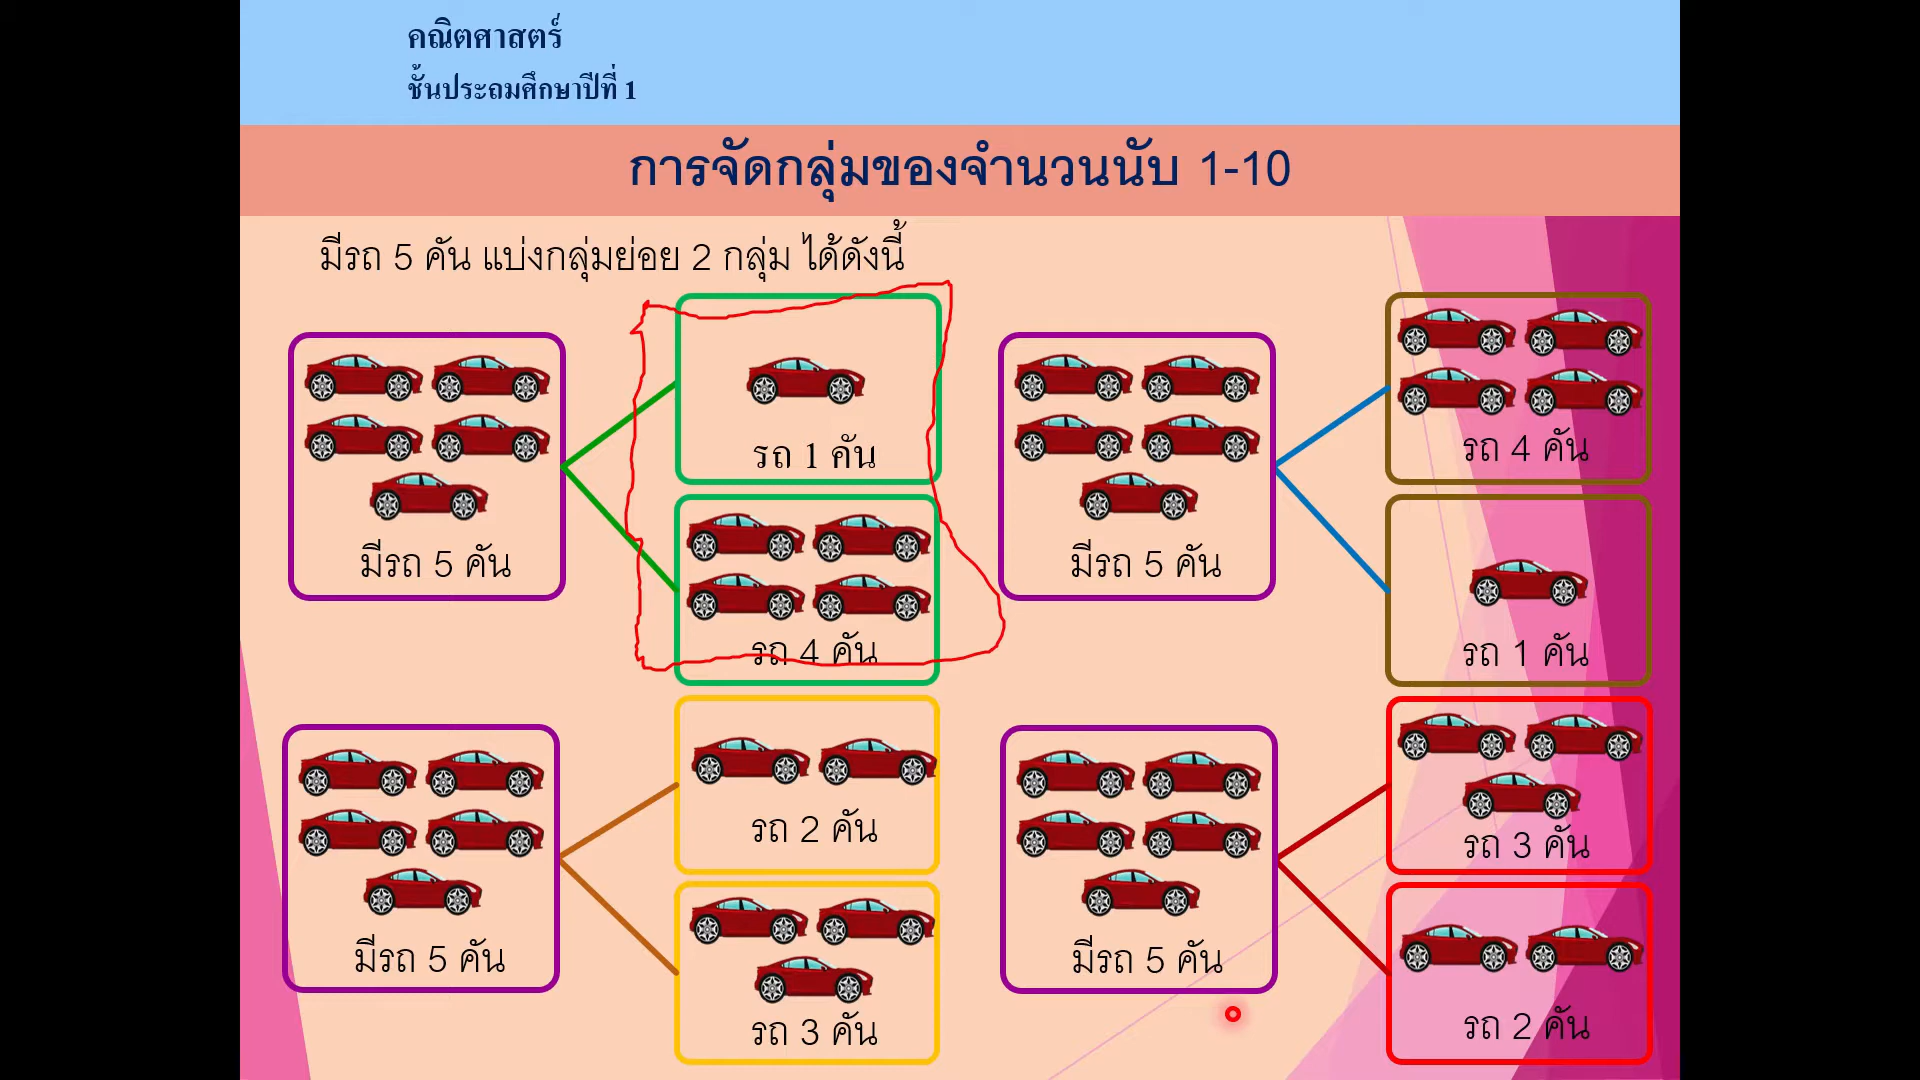 คณิตศาสตร์
ชั้นประถมศึกษาปีที่ 1
การจัดกลุ่มของจำนวนนับ 1-10
มีรถ 5 คัน แบ่งกลุ่มย่อย 2 กลุ่ม ได้ดังนี้
มีรถ 5 คัน
รถ 1 คัน
รถ 4 คัน
มีรถ 5 คัน
รถ 4 คัน
รถ 1 คัน
มีรถ 5 คัน
รถ 2 คัน
รถ 3 คัน
มีรถ 5 คัน
รถ 3 คัน
รถ 2 คัน